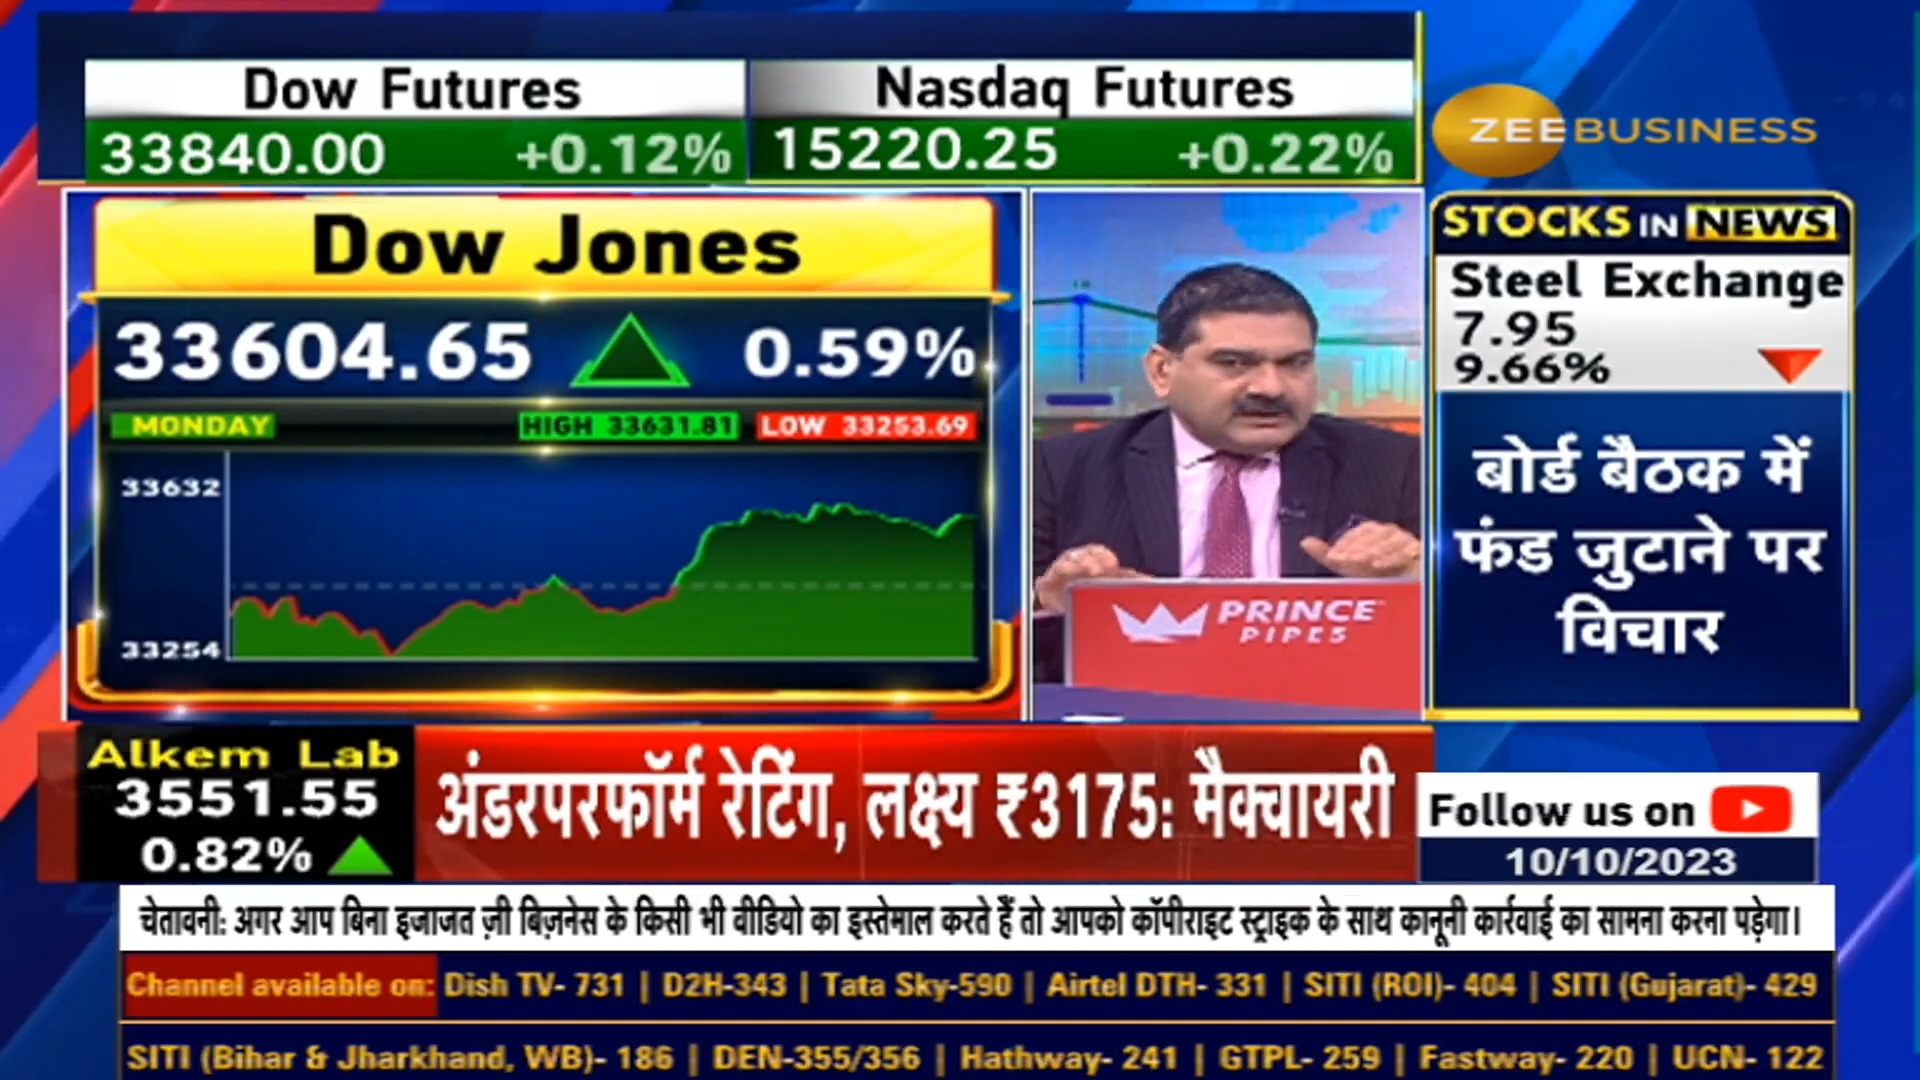 Dow Futures
33840.00 +0.12%
Nasdaq Futures
15220.25 +0.22%
ZEEBUSINESS
Dow Jones
33604.65 0.59%
MONDAY HIGH 33631.81 LOW 33253.69
33632
33254
PRINCE
PIPES
STOCKS IN NEWS
Steel Exchange
7.95
9.66%
बोर्ड बैठक में
फंड जुटाने पर
विचार
Alkem Lab
3551.55
0.82%
अंडरपरफॉर्म रेटिंग, लक्ष्य ₹3175: मैक्वायरी
Follow us on
10/10/2023
चेतावनी: अगर आप बिना इजाजत ज़ी बिज़नेस के किसी भी वीडियो का इस्तेमाल करते हैं तो आपको कॉपीराइट स्ट्राइक के साथ कानूनी कार्रवाई का सामना करना पड़ेगा।
Channel available on: Dish TV- 731 | D2H-343 | Tata Sky-590 | Airtel DTH- 331 | SITI (ROI)- 404 | SITI (Gujarat)- 429
SITI (Bihar & Jharkhand, WB)- 186 | DEN-355/356 | Hathway- 241 | GTPL- 259 | Fastway- 220 | UCN- 122